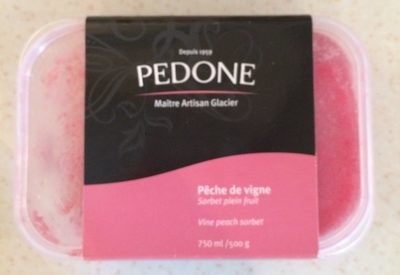 Depuis 1959
PEDONE
Maître Artisan Glacier
Pêche de vigne
Sorbet plein fruit
Vine peach sorbet
750 ml /500 g